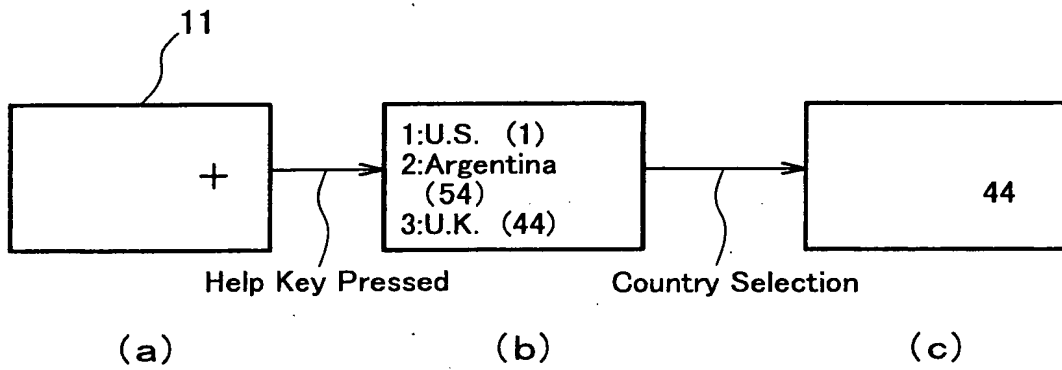 11
+
1:U.S. (1)
2:Argentina
(54)
3:U.K. (44)
44
Help Key Pressed
Country Selection
(a)
(b)
(c)